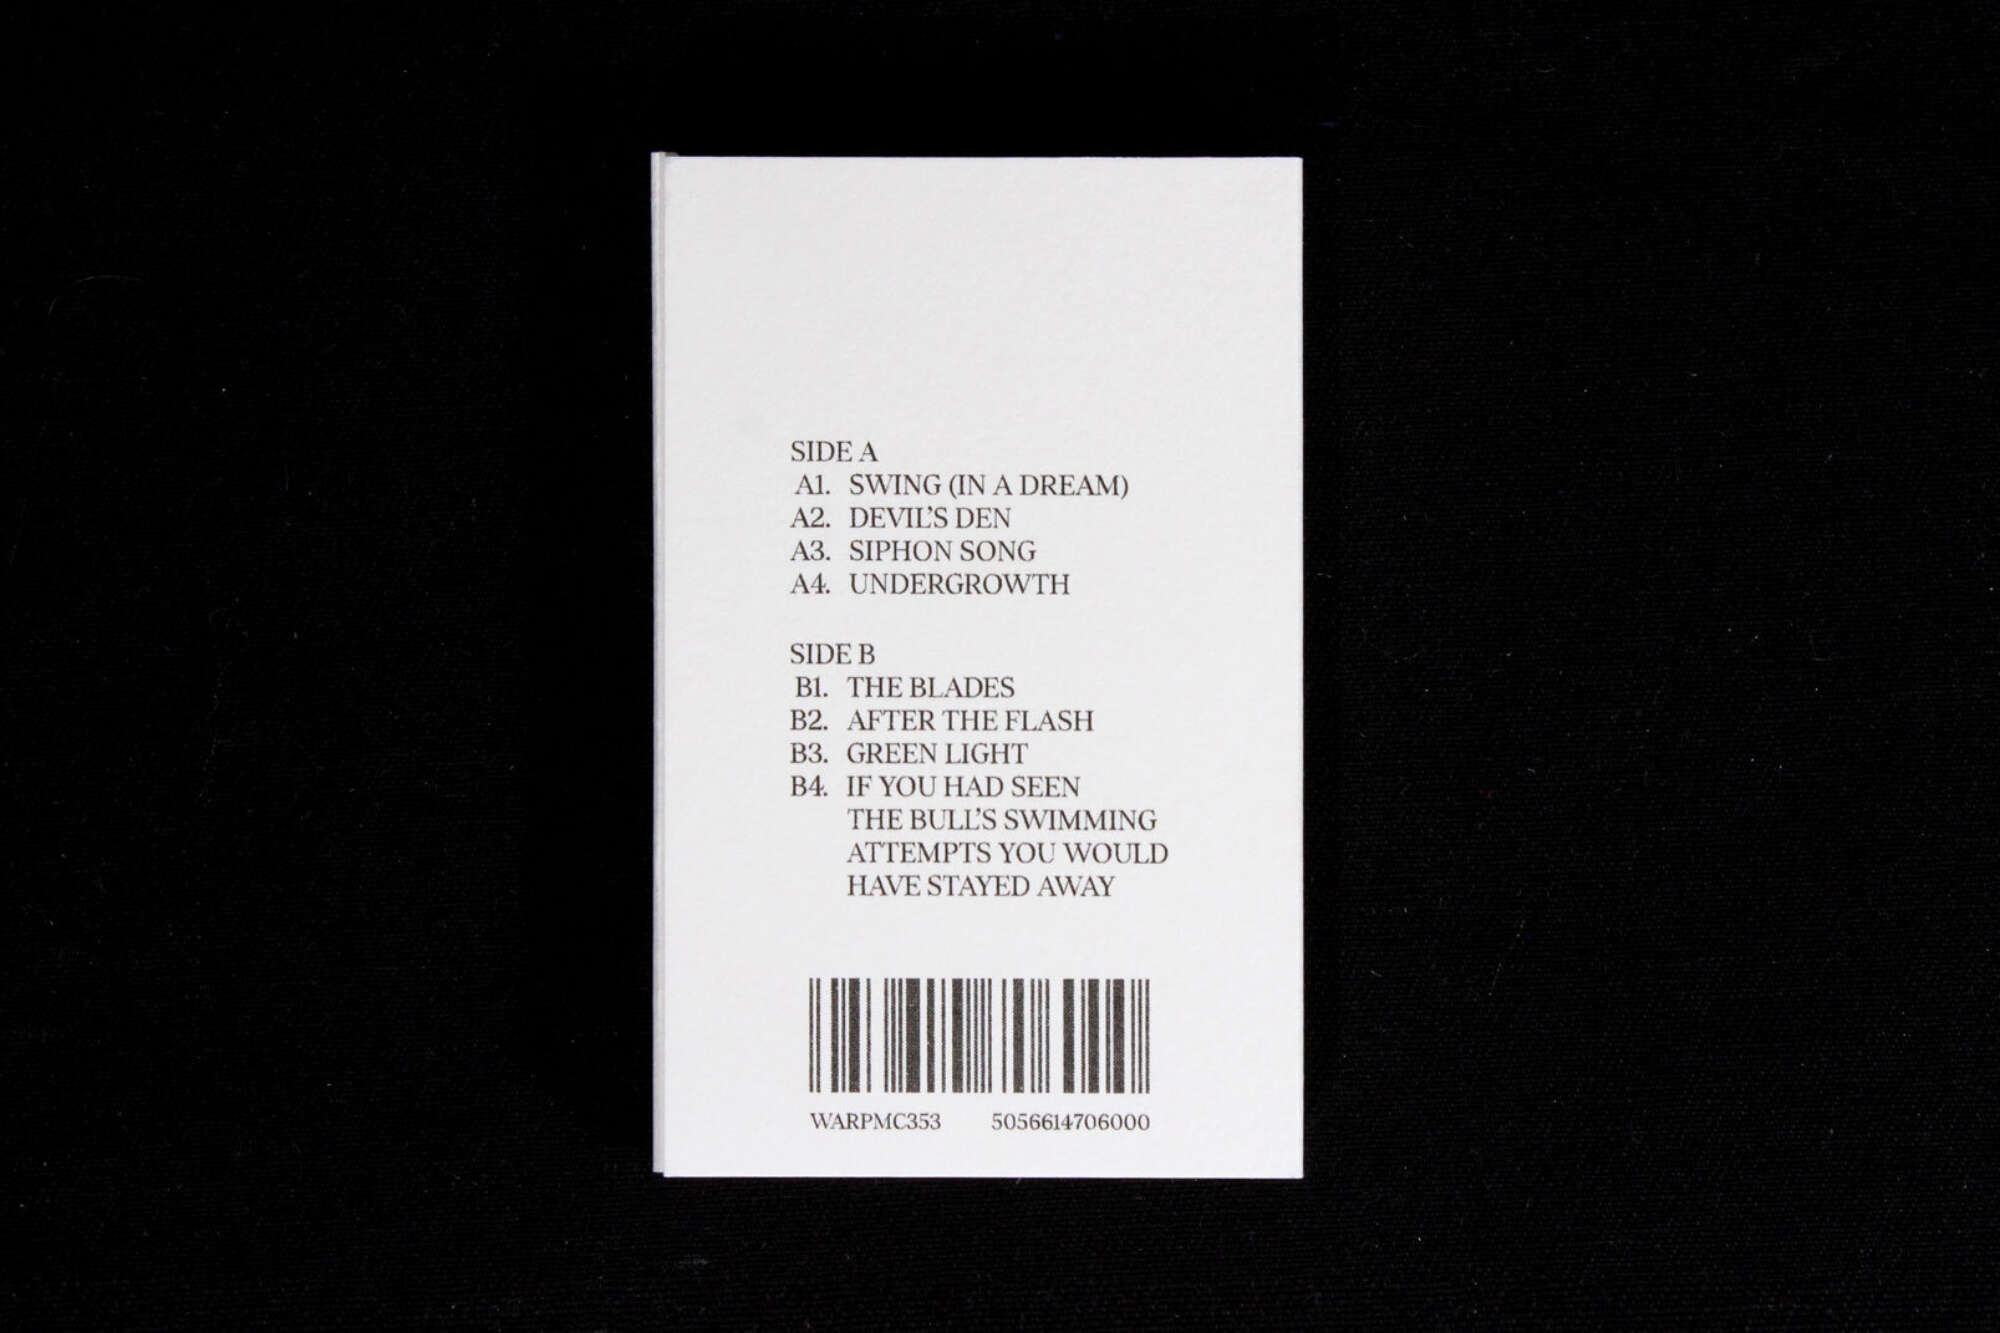 SIDE A
A1. SWING (IN A DREAM)
A2. DEVIL'S DEN
A3. SIPHON SONG
A4. UNDERGROWTH
SIDE B
B1. THE BLADES
B2. AFTER THE FLASH
B3. GREEN LIGHT
B4. IF YOU HAD SEEN
THE BULL'S SWIMMING
ATTEMPTS YOU WOULD
HAVE STAYED AWAY
WARPMC353 5056614706000